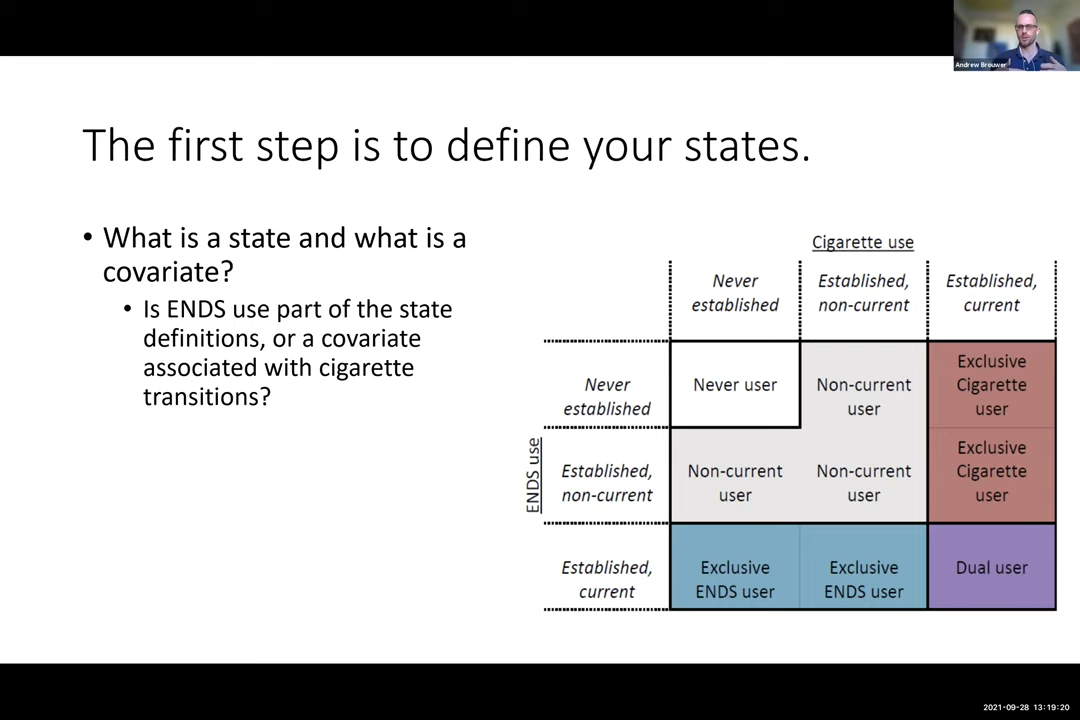 Andrew Brouwer
The first step is to define your states.
• What is a state and what is a
covariate?
• Is ENDS use part of the state
definitions, or a covariate
associated with cigarette
transitions?
Cigarette use
Never
established
Established,
non-current
Established,
current
ENDS use
Never
established
Never user
Non-current
user
Exclusive
Cigarette
user
Established,
non-current
Non-current
user
Non-current
user
Exclusive
Cigarette
user
Established,
current
Exclusive
ENDS user
Exclusive
ENDS user
Dual user
2021-09-28 13:19:20